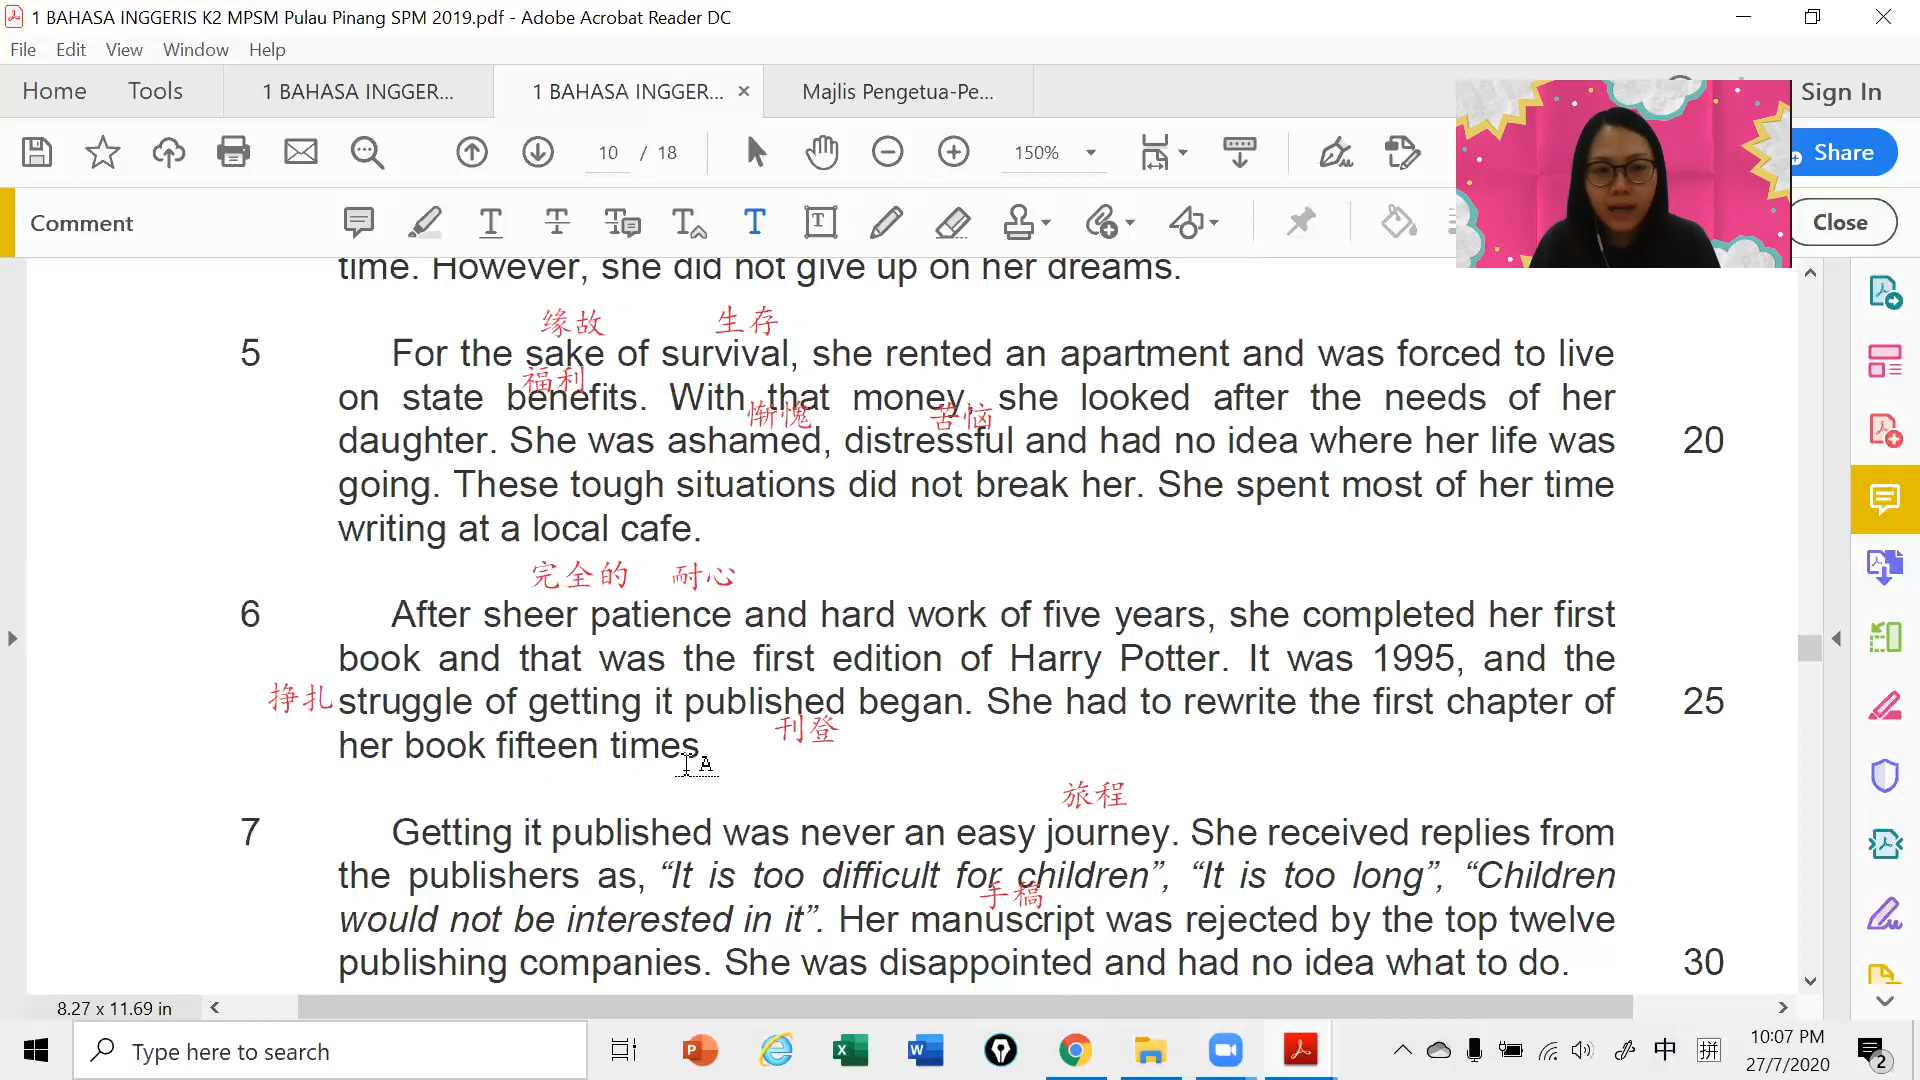 1 BAHASA INGGERIS K2 MPSM Pulau Pinang SPM 2019.pdf - Adobe Acrobat Reader DC
File Edit View Window Help
Home Tools 1 BAHASA INGGER... 1 BAHASA INGGER... × Majlis Pengetua-Pe... Sign In
10 / 18 150% Share
Comment Close
time. However, she did not give up on her dreams.
缘故 生存
5 For the sake of survival, she rented an apartment and was forced to live
福利
on state benefits. With that money, she looked after the needs of her
惭愧 苦恼
daughter. She was ashamed, distressful and had no idea where her life was 20
going. These tough situations did not break her. She spent most of her time
writing at a local cafe.
完全的 耐心
6 After sheer patience and hard work of five years, she completed her first
book and that was the first edition of Harry Potter. It was 1995, and the
挣扎 struggle of getting it published began. She had to rewrite the first chapter of 25
刊登
her book fifteen times.
旅程
7 Getting it published was never an easy journey. She received replies from
the publishers as, “It is too difficult for children”, “It is too long”, “Children
手稿
would not be interested in it”. Her manuscript was rejected by the top twelve
publishing companies. She was disappointed and had no idea what to do. 30
8.27 x 11.69 in
Type here to search
中 拼
10:07 PM
27/7/2020
2